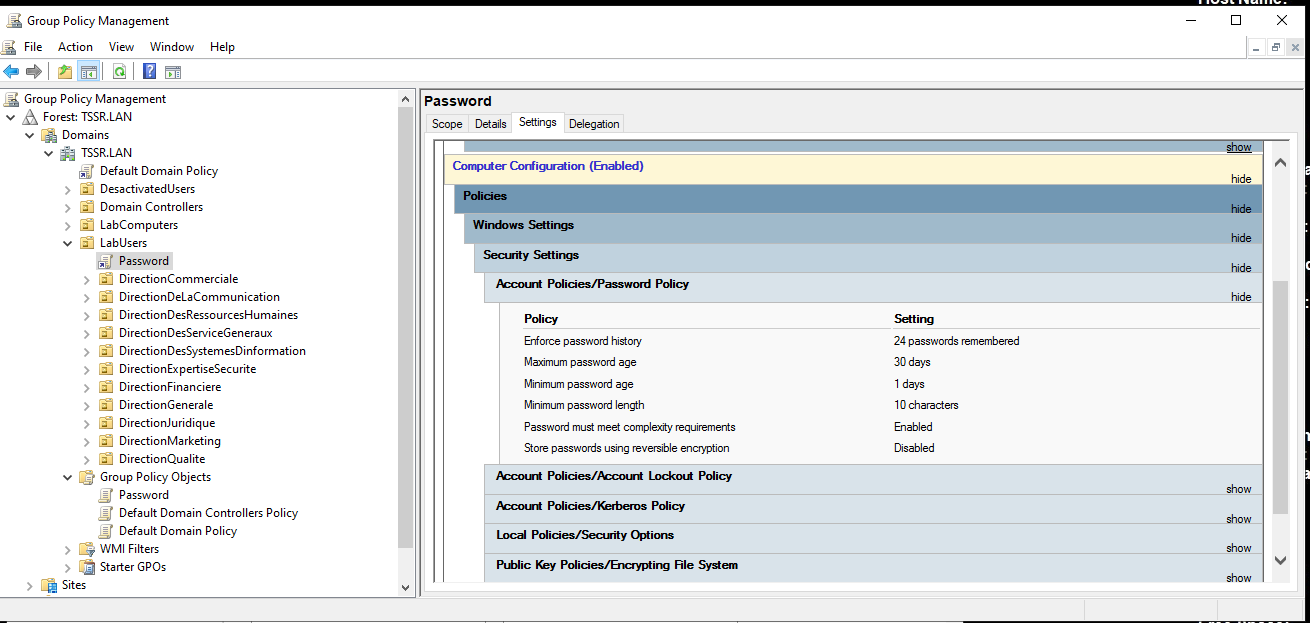 Group Policy Management
File Action View Window Help
Group Policy Management
Forest: TSSR.LAN
Domains
TSSR.LAN
Default Domain Policy
DesactivatedUsers
Domain Controllers
LabComputers
LabUsers
Password
DirectionCommerciale
DirectionDeLaCommunication
DirectionDesRessourcesHumaines
DirectionDesServiceGeneraux
DirectionDesSystemesDinformation
DirectionExpertiseSecurite
DirectionFinanciere
DirectionGenerale
DirectionJuridique
DirectionMarketing
DirectionQualite
Group Policy Objects
Password
Default Domain Controllers Policy
Default Domain Policy
WMI Filters
Starter GPOs
Sites
Password
Scope Details Settings Delegation
show
Computer Configuration (Enabled)
hide
Policies
hide
Windows Settings
hide
Security Settings
hide
Account Policies/Password Policy
hide
Policy Setting
Enforce password history 24 passwords remembered
Maximum password age 30 days
Minimum password age 1 days
Minimum password length 10 characters
Password must meet complexity requirements Enabled
Store passwords using reversible encryption Disabled
Account Policies/Account Lockout Policy
show
Account Policies/Kerberos Policy
show
Local Policies/Security Options
show
Public Key Policies/Encrypting File System
show